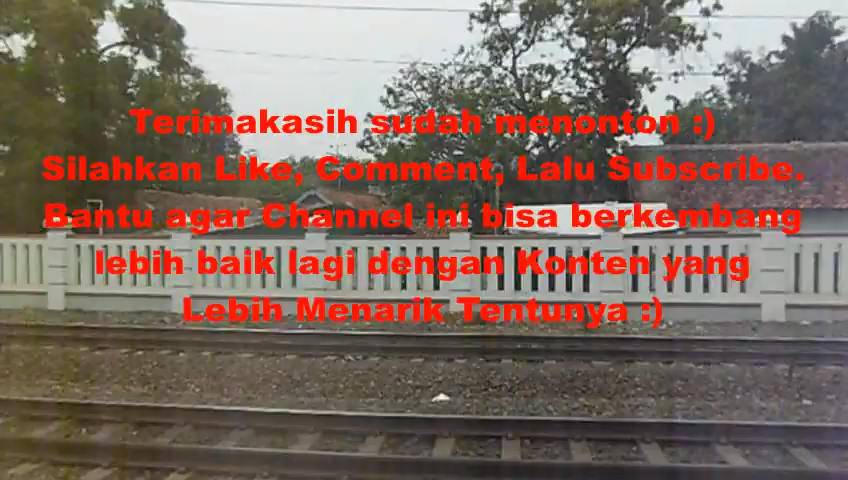 Terimakasih sudah menonton :)
Silahkan Like, Comment, Lalu Subscribe.
Bantu agar Channel ini bisa berkembang
lebih baik lagi dengan Konten yang
Lebih Menarik Tentunya :)